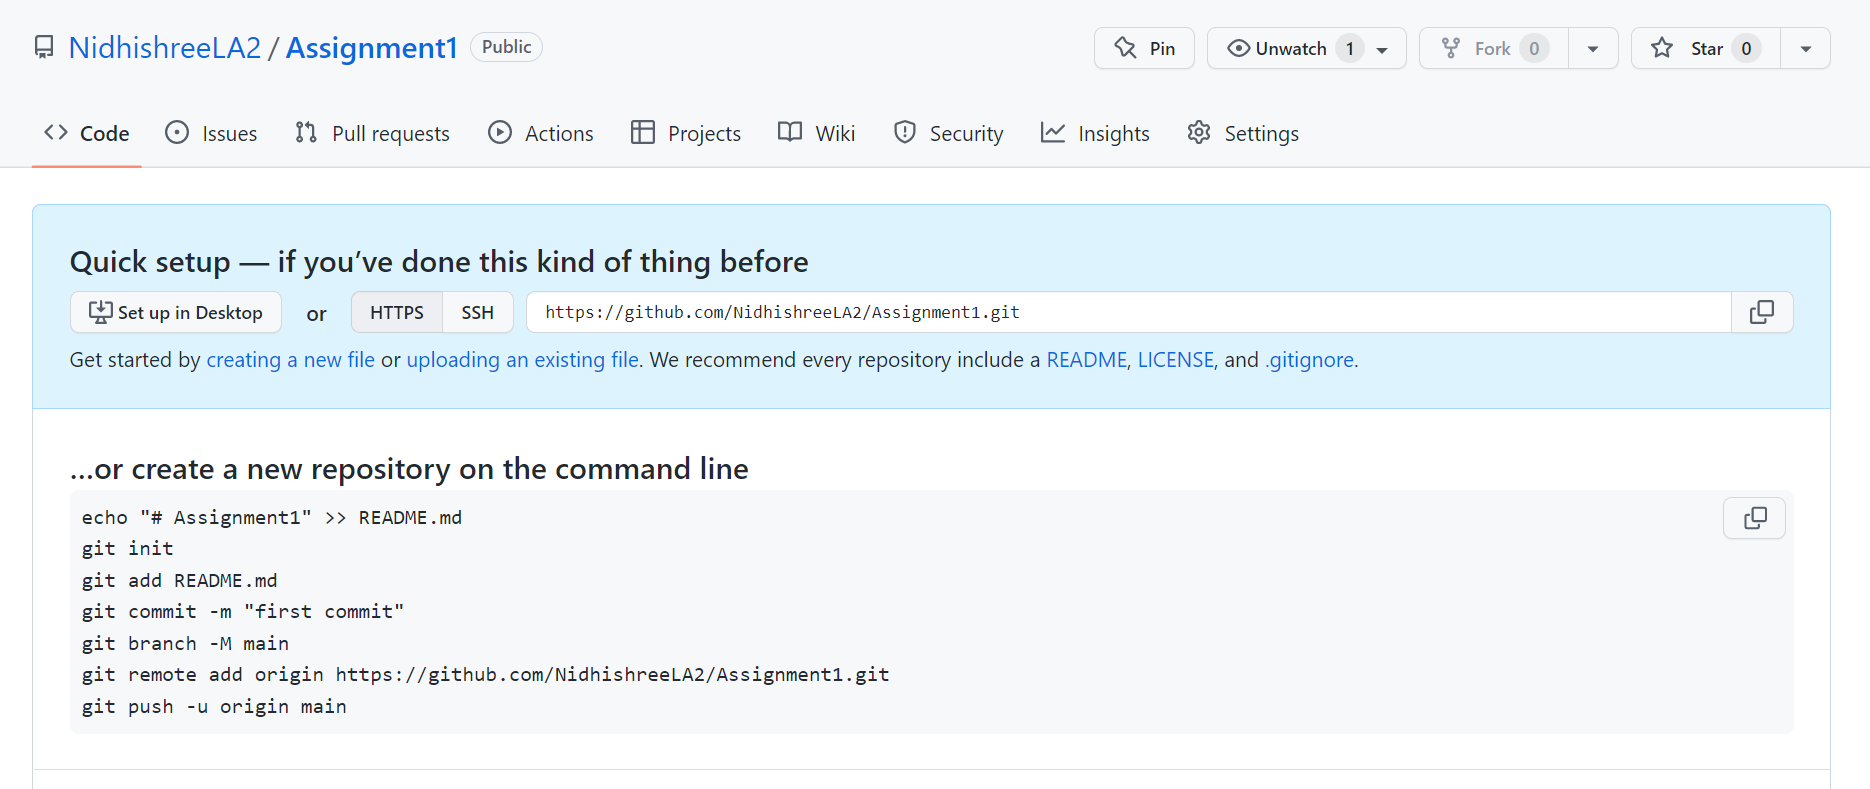 NidhishreeLA2 / Assignment1 Public Pin Unwatch 1 Fork 0 Star 0
Code Issues Pull requests Actions Projects Wiki Security Insights Settings
Quick setup — if you’ve done this kind of thing before
Set up in Desktop or HTTPS SSH https://github.com/NidhishreeLA2/Assignment1.git
Get started by creating a new file or uploading an existing file. We recommend every repository include a README, LICENSE, and .gitignore.
…or create a new repository on the command line
echo "# Assignment1" >> README.md
git init
git add README.md
git commit -m "first commit"
git branch -M main
git remote add origin https://github.com/NidhishreeLA2/Assignment1.git
git push -u origin main